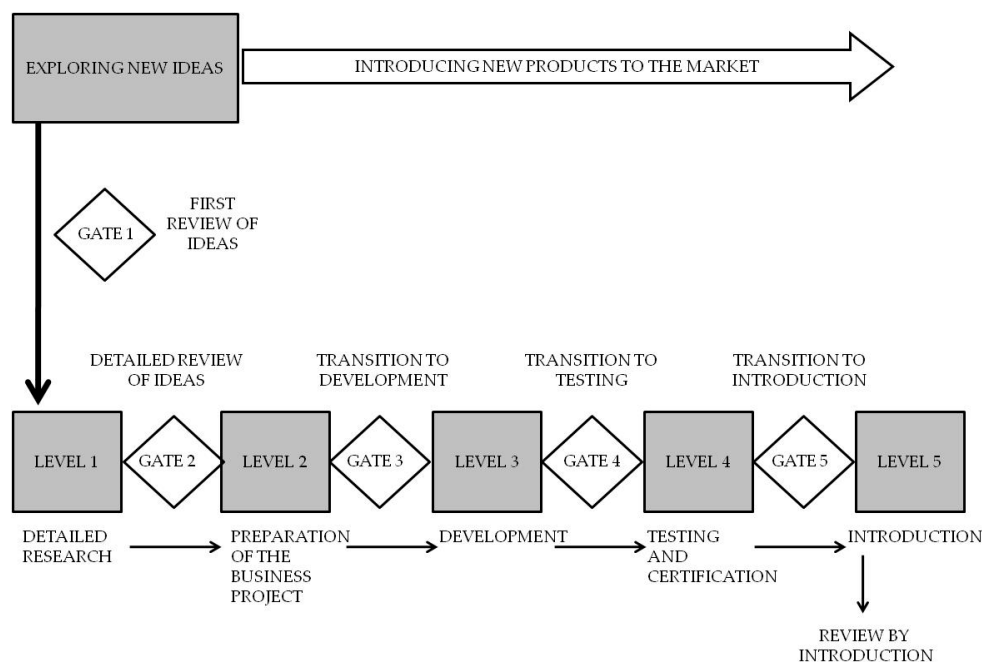 EXPLORING NEW IDEAS
INTRODUCING NEW PRODUCTS TO THE MARKET
GATE 1
FIRST
REVIEW OF
IDEAS
DETAILED REVIEW
OF IDEAS
TRANSITION TO
DEVELOPMENT
TRANSITION TO
TESTING
TRANSITION TO
INTRODUCTION
LEVEL 1
GATE 2
LEVEL 2
GATE 3
LEVEL 3
GATE 4
LEVEL 4
GATE 5
LEVEL 5
DETAILED
RESEARCH
PREPARATION
OF THE
BUSINESS
PROJECT
DEVELOPMENT
TESTING
AND
CERTIFICATION
INTRODUCTION
REVIEW BY
INTRODUCTION